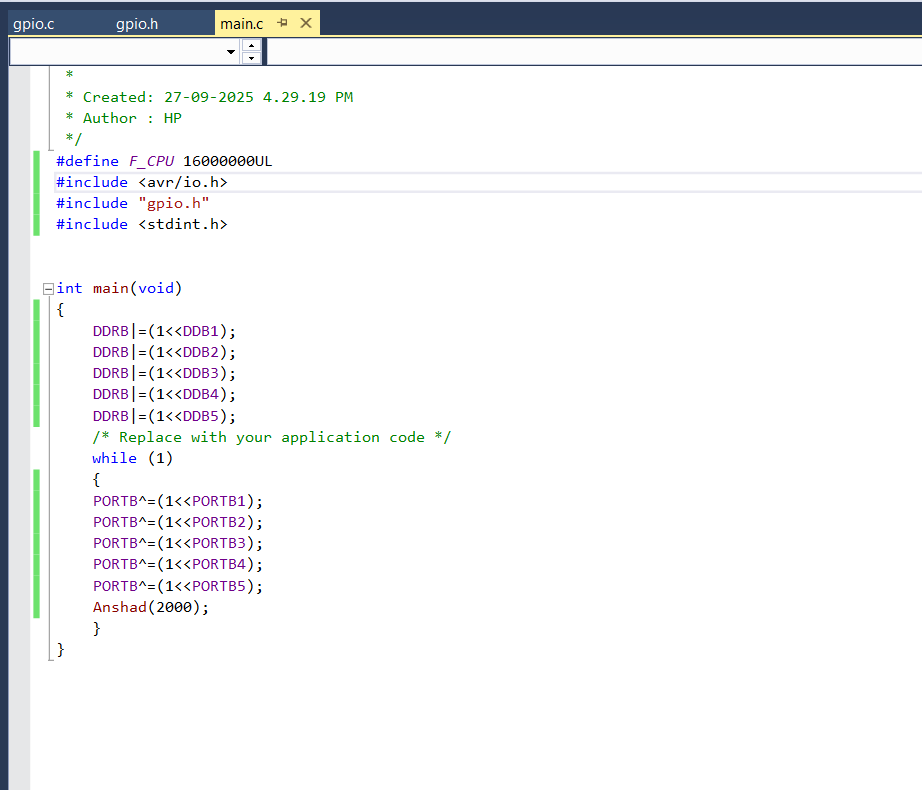 gpio.c gpio.h main.c
 *
 * Created: 27-09-2025 4.29.19 PM
 * Author : HP
 */
#define F_CPU 16000000UL
#include <avr/io.h>
#include "gpio.h"
#include <stdint.h>
int main(void)
{
    DDRB|=(1<<DDB1);
    DDRB|=(1<<DDB2);
    DDRB|=(1<<DDB3);
    DDRB|=(1<<DDB4);
    DDRB|=(1<<DDB5);
    /* Replace with your application code */
    while (1)
    {
    PORTB^=(1<<PORTB1);
    PORTB^=(1<<PORTB2);
    PORTB^=(1<<PORTB3);
    PORTB^=(1<<PORTB4);
    PORTB^=(1<<PORTB5);
    Anshad(2000);
    }
}